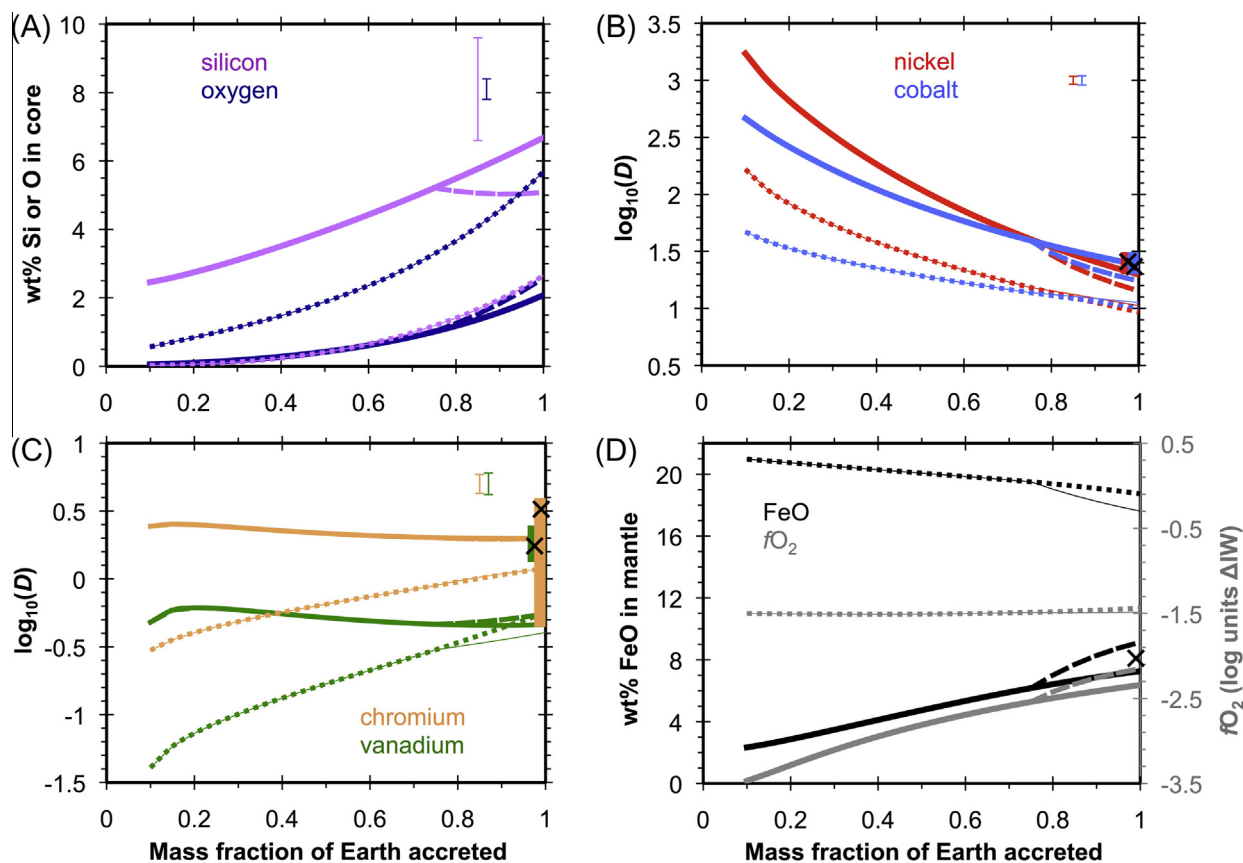 (A)
wt% Si or O in core
10
8
6
4
2
0
silicon
oxygen
0 0.2 0.4 0.6 0.8 1
(B)
log10(D)
3.5
3
2.5
2
1.5
1
0.5
nickel
cobalt
0 0.2 0.4 0.6 0.8 1
(C)
log10(D)
1
0.5
0
-0.5
-1
-1.5
chromium
vanadium
0 0.2 0.4 0.6 0.8 1
Mass fraction of Earth accreted
(D)
wt% FeO in mantle
20
16
12
8
4
0
FeO
fO2
0.5
-0.5
-1.5
-2.5
-3.5
fO2 (log units ΔIW)
0 0.2 0.4 0.6 0.8 1
Mass fraction of Earth accreted